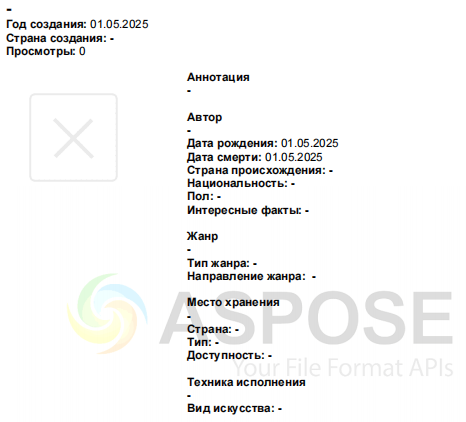 -
Год создания: 01.05.2025
Страна создания: -
Просмотры: 0
Аннотация
-
Автор
-
Дата рождения: 01.05.2025
Дата смерти: 01.05.2025
Страна происхождения: -
Национальность: -
Пол: -
Интересные факты: -
Жанр
-
Тип жанра: -
Направление жанра:  -
Место хранения
-
Страна: -
Тип: -
Доступность: -
ASPOSE
Your File Format APIs
Техника исполнения
-
Вид искусства: -